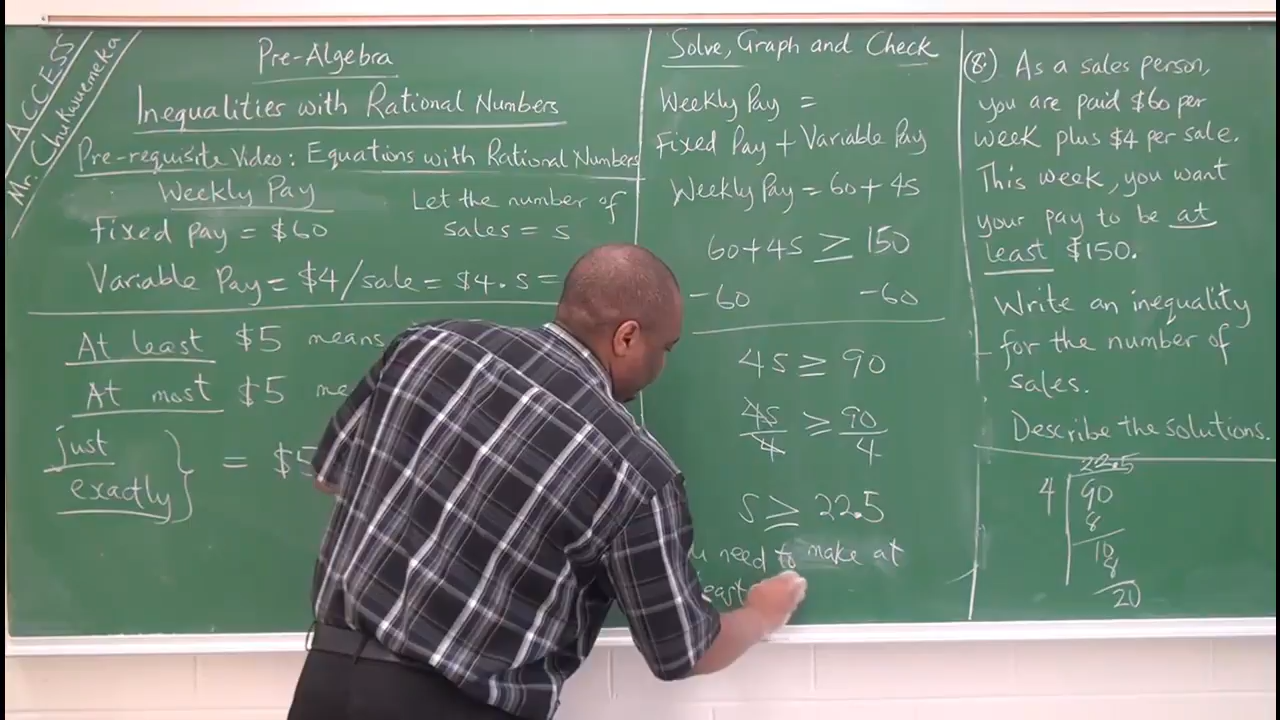 ACCESS
Mr. Chukwuemeka
Pre-Algebra
Inequalities with Rational Numbers
Pre-requisite Video: Equations with Rational Numbers
Weekly Pay
Fixed pay = $60
Let the number of
sales = s
Variable Pay = $4/sale = $4 · s =
At least $5 means
At most $5
just
exactly
= $5
Solve, Graph and Check
Weekly Pay =
Fixed Pay + Variable Pay
Weekly Pay = 60 + 4s
60 + 4s ≥ 150
-60 -60
4s ≥ 90
4s/4 ≥ 90/4
s ≥ 22.5
need to make at
(8.) As a sales person,
you are paid $60 per
week plus $4 per sale.
This week, you want
your pay to be at
least $150.
Write an inequality
for the number of
sales.
Describe the solutions.
22.5
4 90
8
10
8
20